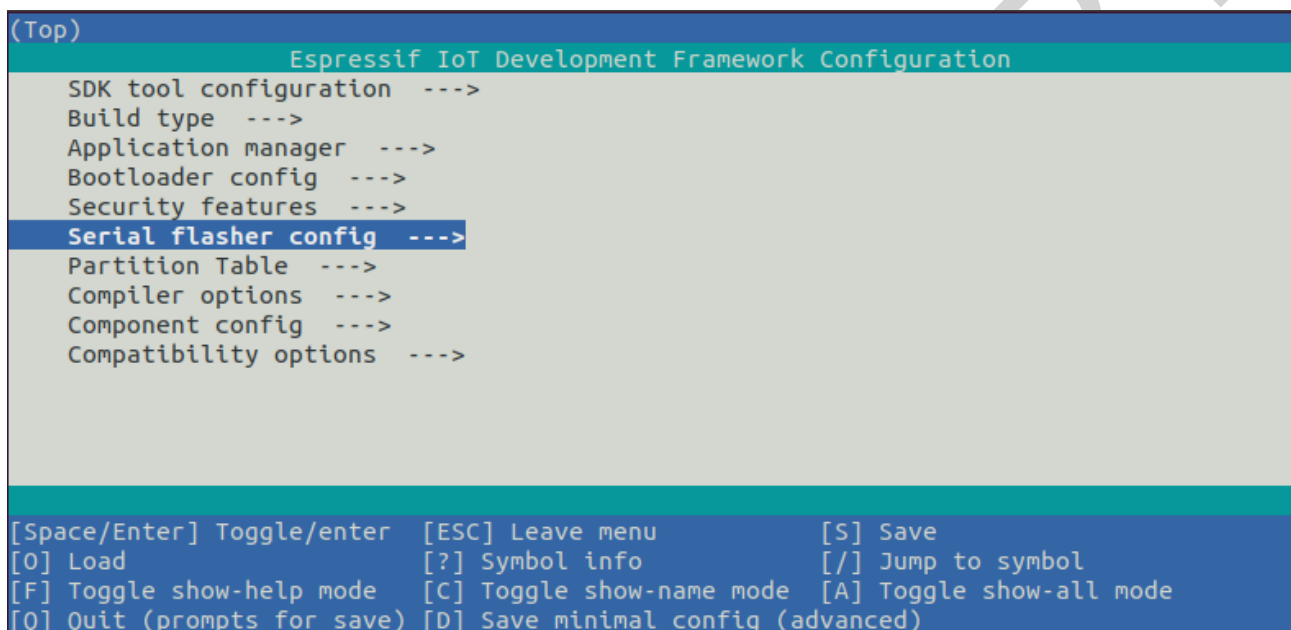 (Top)
Espressif IoT Development Framework Configuration
SDK tool configuration  --->
Build type  --->
Application manager  --->
Bootloader config  --->
Security features  --->
Serial flasher config  --->
Partition Table  --->
Compiler options  --->
Component config  --->
Compatibility options  --->
[Space/Enter] Toggle/enter  [ESC] Leave menu           [S] Save
[O] Load                    [?] Symbol info           [/] Jump to symbol
[F] Toggle show-help mode   [C] Toggle show-name mode  [A] Toggle show-all mode
[Q] Quit (prompts for save) [D] Save minimal config (advanced)